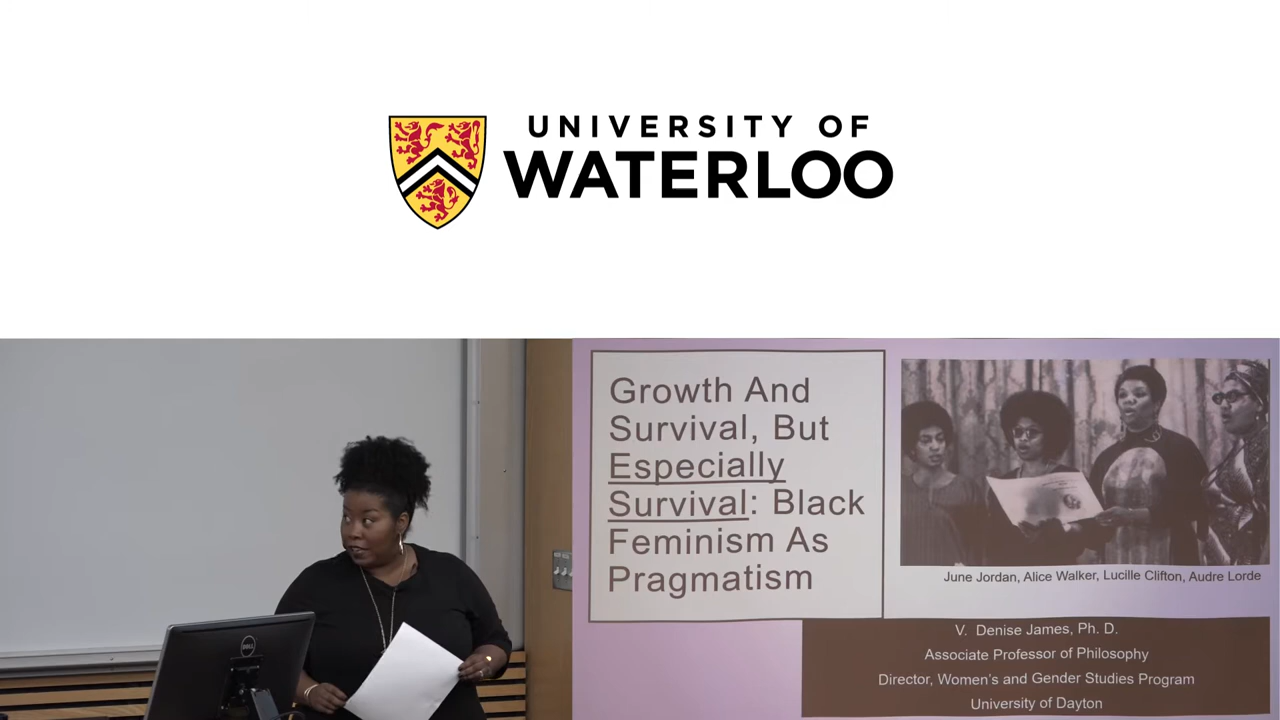 UNIVERSITY OF
WATERLOO
Growth And
Survival, But
Especially
Survival: Black
Feminism As
Pragmatism
June Jordan, Alice Walker, Lucille Clifton, Audre Lorde
V. Denise James, Ph. D.
Associate Professor of Philosophy
Director, Women's and Gender Studies Program
University of Dayton
DELL